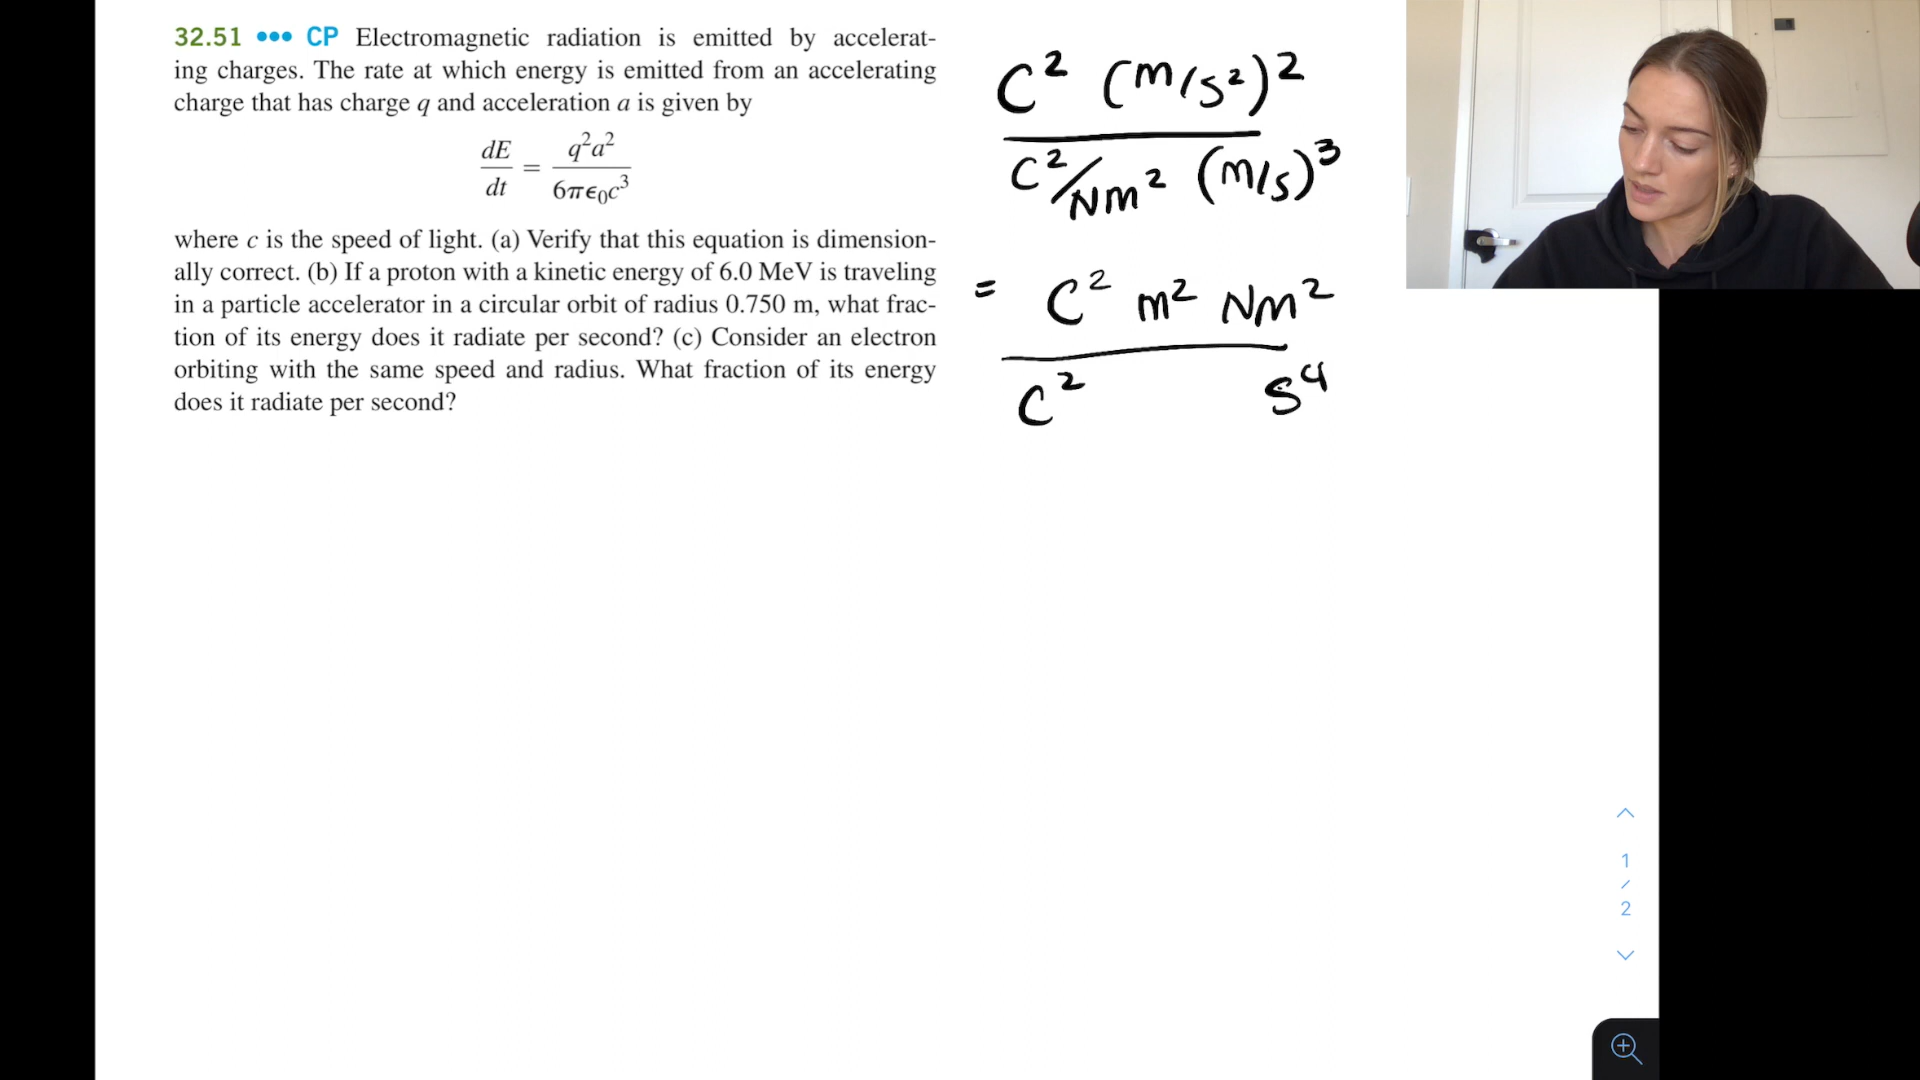 32.51 ••• CP Electromagnetic radiation is emitted by accelerat-
ing charges. The rate at which energy is emitted from an accelerating
charge that has charge q and acceleration a is given by
dE/dt = q²a²/6πϵ₀c³
where c is the speed of light. (a) Verify that this equation is dimension-
ally correct. (b) If a proton with a kinetic energy of 6.0 MeV is traveling
in a particle accelerator in a circular orbit of radius 0.750 m, what frac-
tion of its energy does it radiate per second? (c) Consider an electron
orbiting with the same speed and radius. What fraction of its energy
does it radiate per second?
C² (m/s²)²
C²/Nm² (m/s)³
= C² m² Nm²
C² s⁴
1
/
2